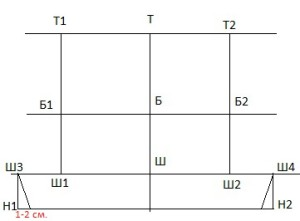 Т1 Т Т2
Б1 Б Б2
Ш3 Ш Ш4
Ш1 Ш2
Н1 Н2
1-2 см.